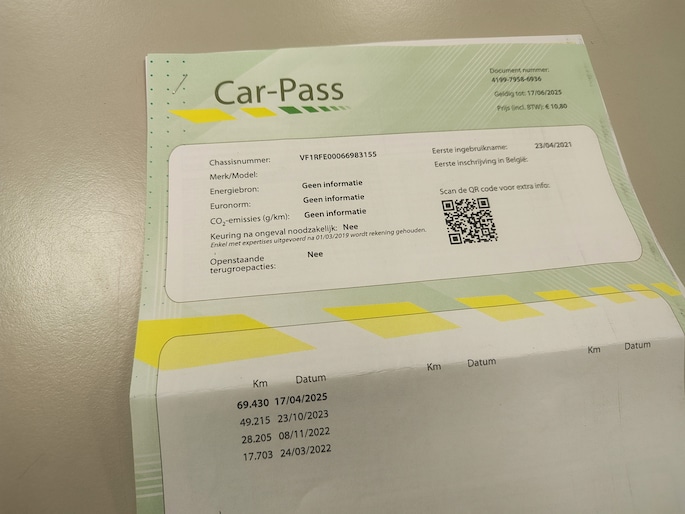 Car-Pass
Document nummer:
4199-7958-6936
Geldig tot: 17/06/2025
Prijs (incl. BTW): € 10,80
Chassisnummer: VF1RFE00066983155
Merk/Model:
Energiebron: Geen informatie
Euronorm: Geen informatie
CO₂-emissies (g/km): Geen informatie
Keuring na ongeval noodzakelijk: Nee
Enkel met expertises uitgevoerd na 01/03/2019 wordt rekening gehouden.
Openstaande terugroepacties: Nee
Eerste ingebruikname: 23/04/2021
Eerste inschrijving in België:
Scan de QR code voor extra info:
Km Datum Km Datum Km Datum
69.430 17/04/2025
49.215 23/10/2023
28.205 08/11/2022
17.703 24/03/2022